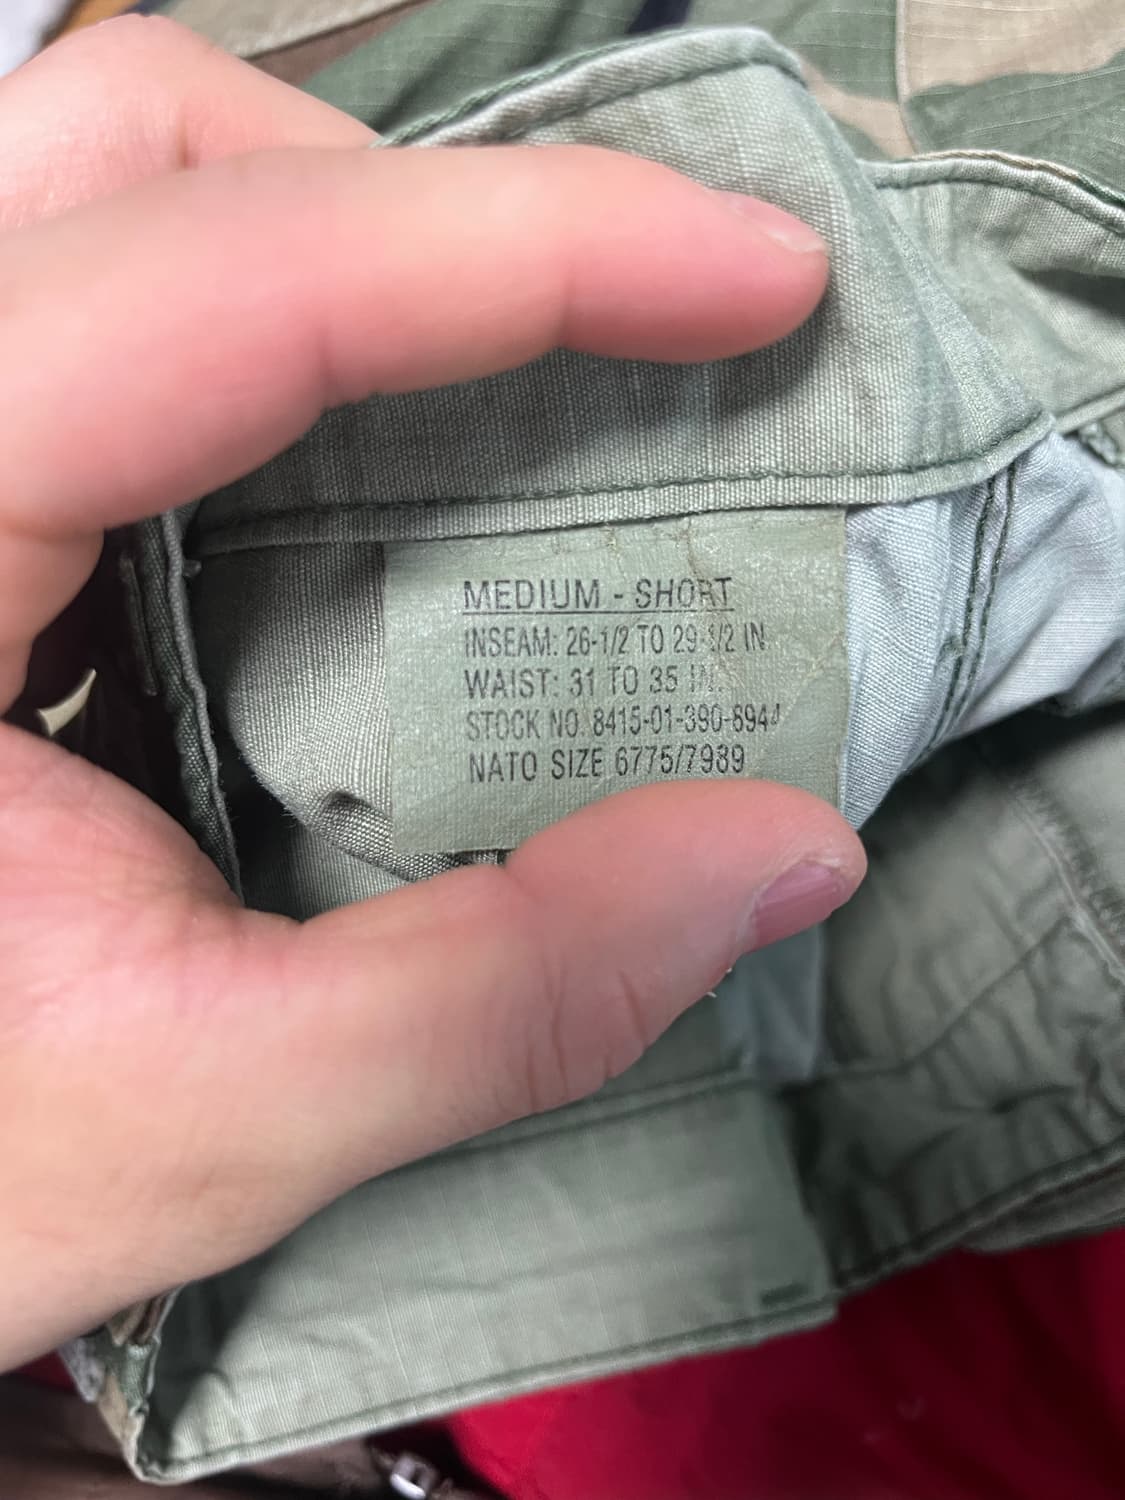 MEDIUM - SHORT
INSEAM: 26-1/2 TO 29-1/2 IN.
WAIST: 31 TO 35 IN.
STOCK NO. 8415-01-390-8944
NATO SIZE 6775/7989